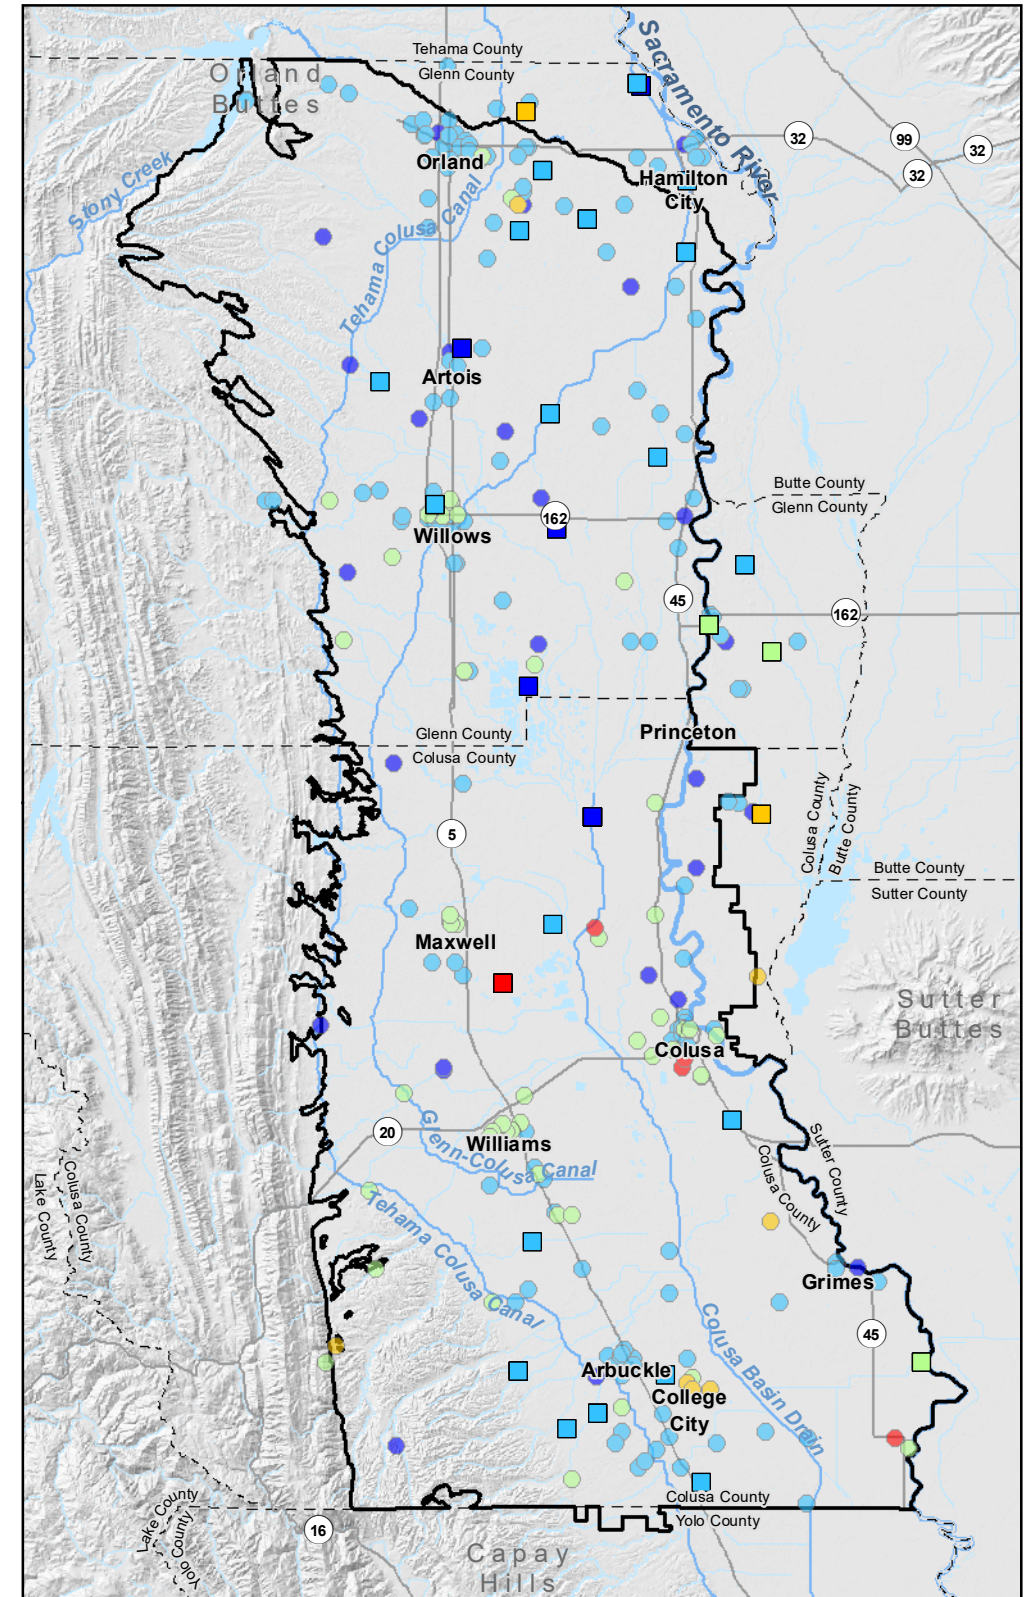 Tehama County
Glenn County
Orland
Buttes
Sacramento River
32
99
32
32
Orland
Hamilton
City
Stony Creek
Tehama Colusa Canal
Artois
Butte County
Glenn County
162
Willows
45
162
Princeton
Glenn County
Colusa County
5
Colusa County
Butte County
Butte County
Sutter County
Maxwell
Sutter
Buttes
Colusa
20
Glenn-Colusa Canal
Williams
Sutter County
Colusa County
Colusa County
Lake County
Tehama Colusa Canal
Grimes
Colusa Basin Drain
45
Arbuckle
College
City
Colusa County
Yolo County
Lake County
Yolo
County
16
Capay
Hills